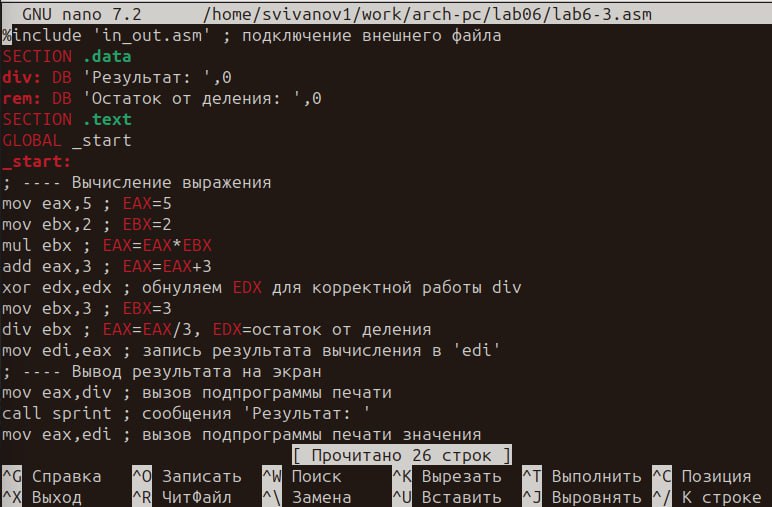 GNU nano 7.2 /home/svivanov1/work/arch-pc/lab06/lab6-3.asm
%include 'in_out.asm' ; подключение внешнего файла
SECTION .data
div: DB 'Результат: ',0
rem: DB 'Остаток от деления: ',0
SECTION .text
GLOBAL _start
_start:
; ---- Вычисление выражения
mov eax,5 ; EAX=5
mov ebx,2 ; EBX=2
mul ebx ; EAX=EAX*EBX
add eax,3 ; EAX=EAX+3
xor edx,edx ; обнуляем EDX для корректной работы div
mov ebx,3 ; EBX=3
div ebx ; EAX=EAX/3, EDX=остаток от деления
mov edi,eax ; запись результата вычисления в 'edi'
; ---- Вывод результата на экран
mov eax,div ; вызов подпрограммы печати
call sprint ; сообщения 'Результат: '
mov eax,edi ; вызов подпрограммы печати значения
[ Прочитано 26 строк ]
^G Справка ^O Записать ^W Поиск ^K Вырезать ^T Выполнить ^C Позиция
^X Выход ^R ЧитФайл ^\ Замена ^U Вставить ^J Выровнять ^/ К строке